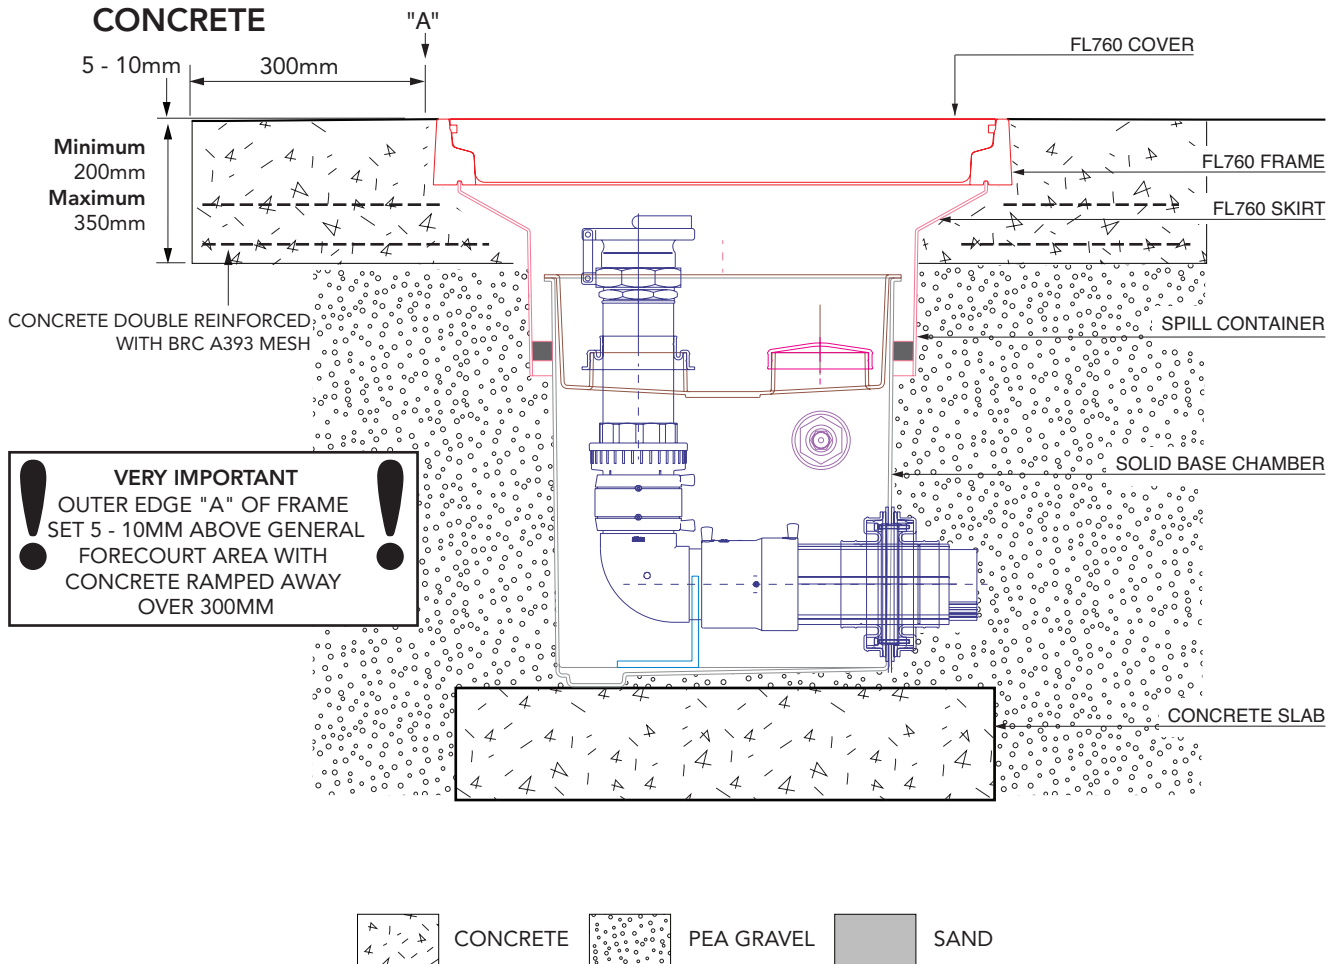 CONCRETE
"A"
5 - 10mm
300mm
FL760 COVER
Minimum
200mm
Maximum
350mm
FL760 FRAME
FL760 SKIRT
CONCRETE DOUBLE REINFORCED
WITH BRC A393 MESH
SPILL CONTAINER
SOLID BASE CHAMBER
VERY IMPORTANT
OUTER EDGE "A" OF FRAME
SET 5 - 10MM ABOVE GENERAL
FORECOURT AREA WITH
CONCRETE RAMPED AWAY
OVER 300MM
CONCRETE SLAB
CONCRETE
PEA GRAVEL
SAND